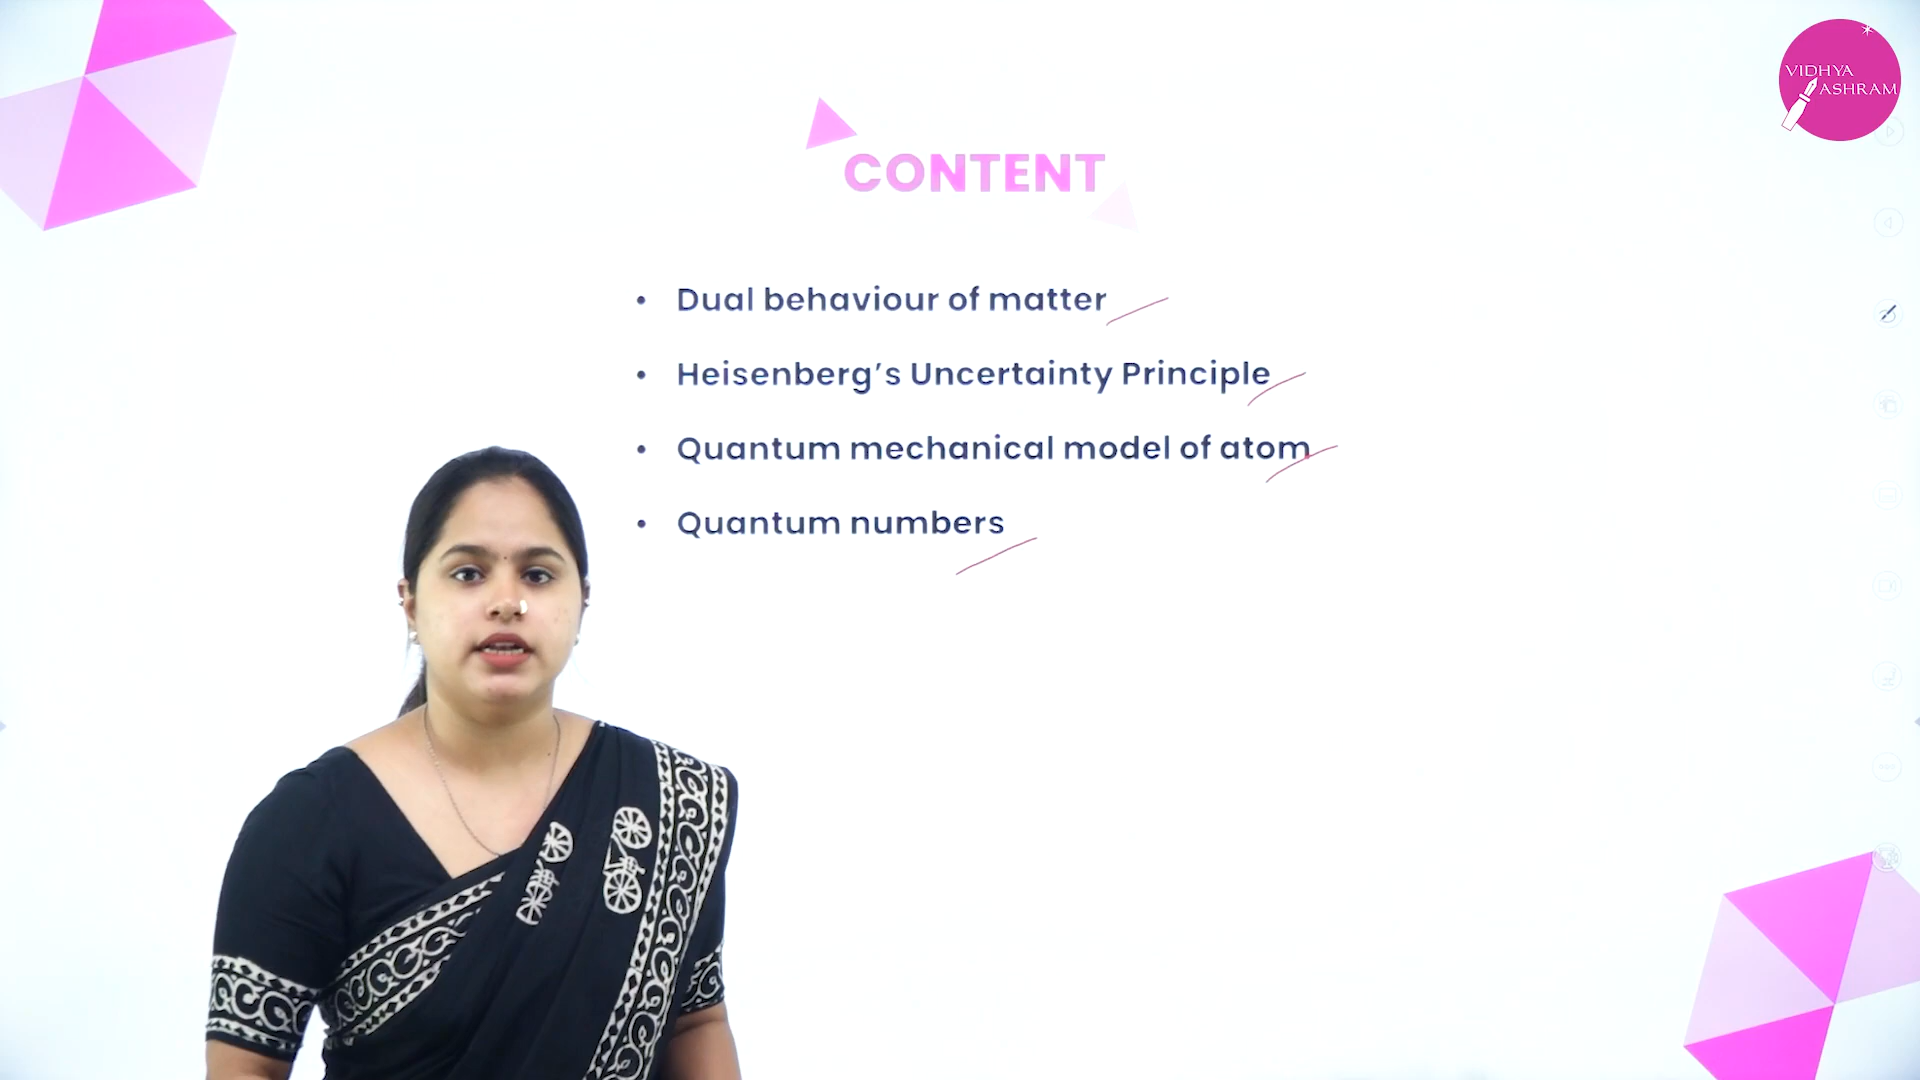 VIDHYA
ASHRAM
CONTENT
• Dual behaviour of matter
• Heisenberg’s Uncertainty Principle
• Quantum mechanical model of atom
• Quantum numbers